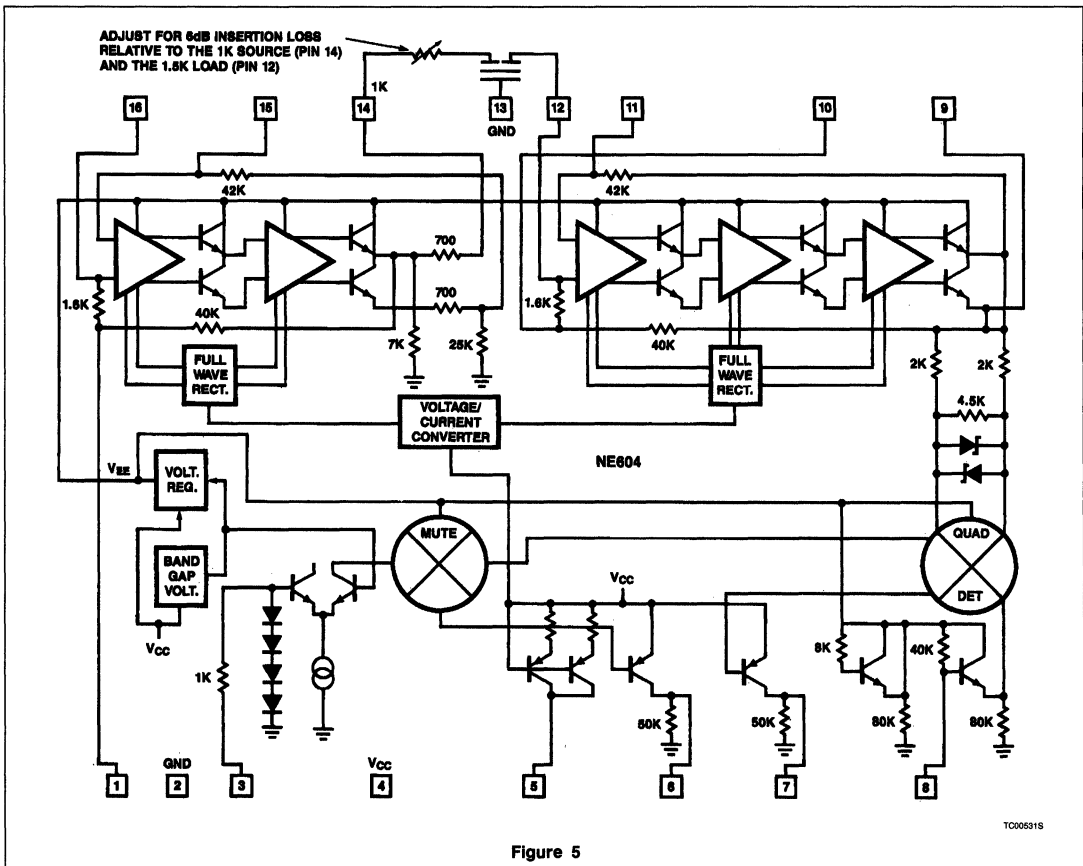 ADJUST FOR 6dB INSERTION LOSS
RELATIVE TO THE 1K SOURCE (PIN 14)
AND THE 1.5K LOAD (PIN 12)
1K
16
15
14
13
12
11
10
9
GND
42K
42K
700
700
1.6K
1.6K
40K
40K
7K
25K
2K
2K
4.5K
FULL
WAVE
RECT.
FULL
WAVE
RECT.
VOLTAGE/
CURRENT
CONVERTER
NE604
VEE
VOLT.
REG.
MUTE
QUAD
DET
BAND
GAP
VOLT.
VCC
VCC
1K
8K
40K
50K
50K
80K
80K
GND
VCC
1
2
3
4
5
6
7
8
TC00531S
Figure 5